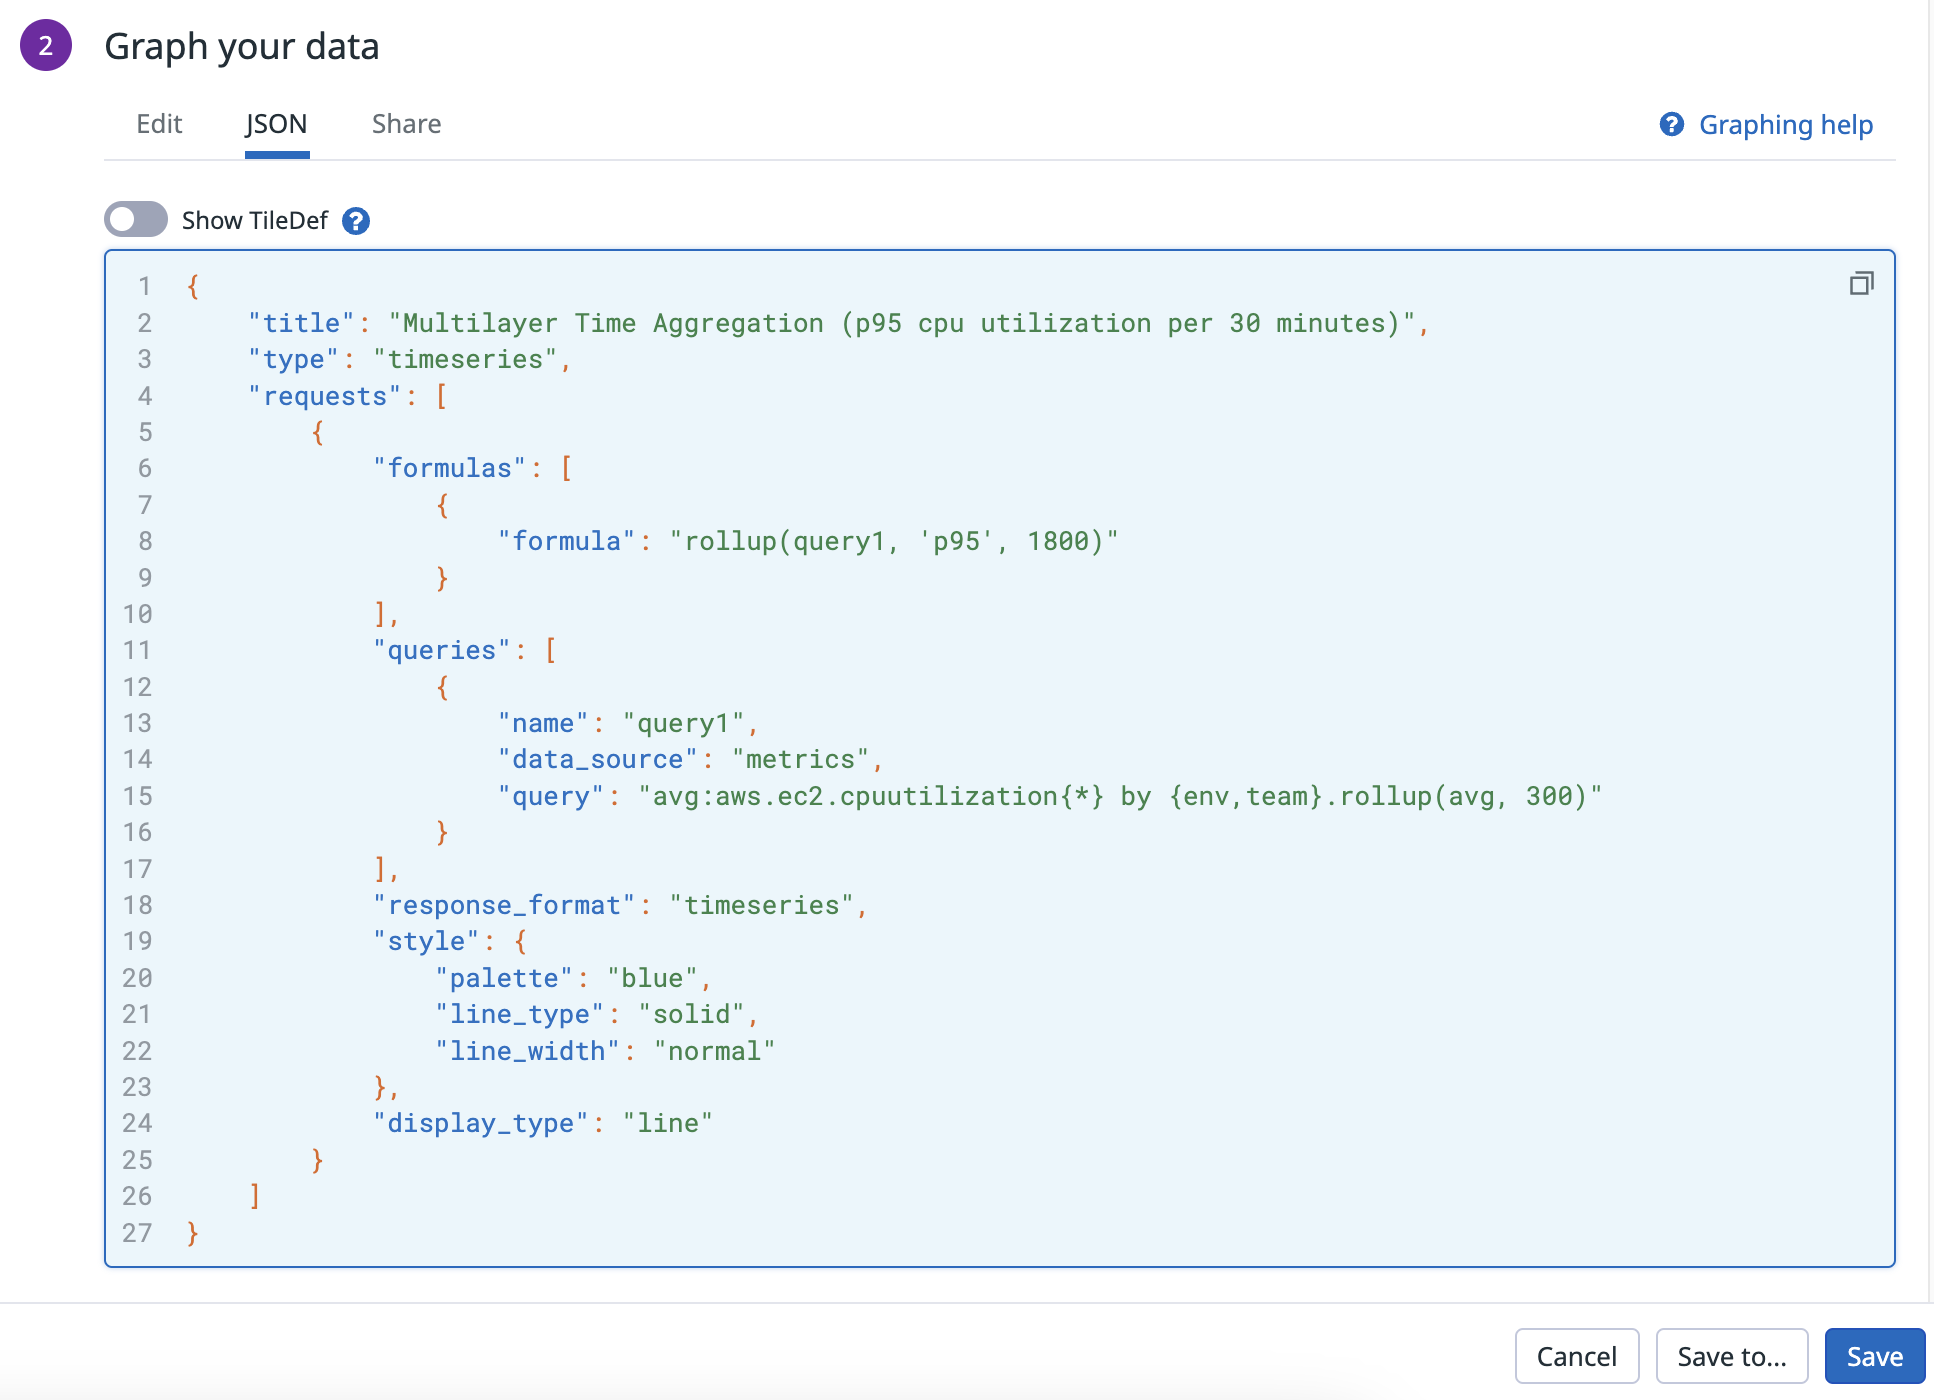 2 Graph your data
Edit JSON Share Graphing help
Show TileDef
1 {
2     "title": "Multilayer Time Aggregation (p95 cpu utilization per 30 minutes)",
3     "type": "timeseries",
4     "requests": [
5         {
6             "formulas": [
7                 {
8                     "formula": "rollup(query1, 'p95', 1800)"
9                 }
10             ],
11             "queries": [
12                 {
13                     "name": "query1",
14                     "data_source": "metrics",
15                     "query": "avg:aws.ec2.cpuutilization{*} by {env,team}.rollup(avg, 300)"
16                 }
17             ],
18             "response_format": "timeseries",
19             "style": {
20                 "palette": "blue",
21                 "line_type": "solid",
22                 "line_width": "normal"
23             },
24             "display_type": "line"
25         }
26     ]
27 }
Cancel Save to... Save